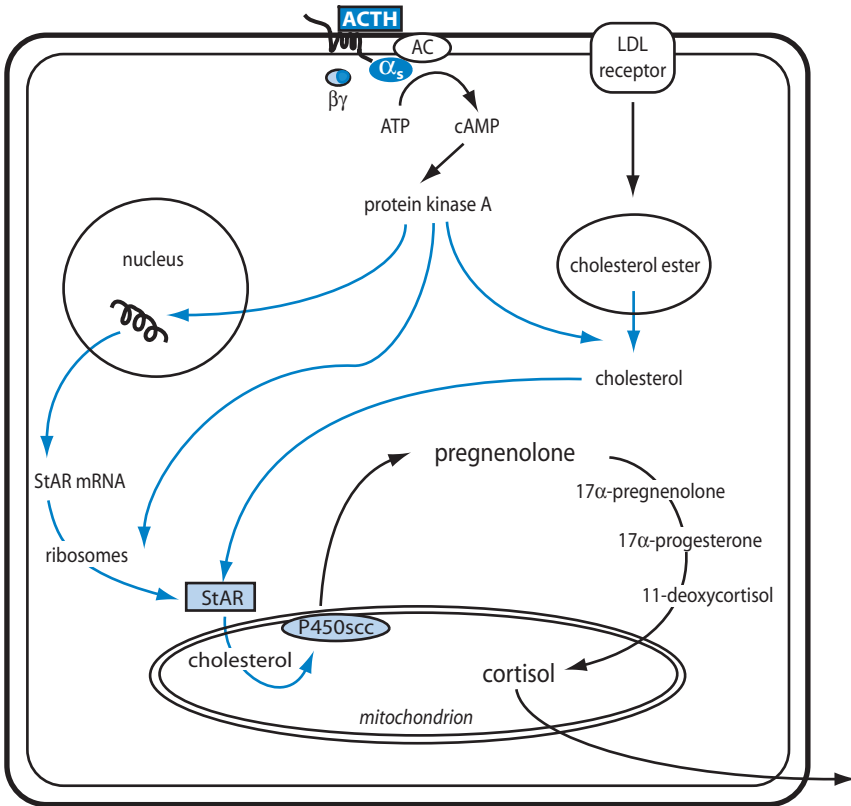 ACTH
AC
LDL
receptor
αs
βγ
ATP
cAMP
protein kinase A
nucleus
cholesterol ester
cholesterol
pregnenolone
StAR mRNA
17α-pregnenolone
17α-progesterone
ribosomes
11-deoxycortisol
StAR
P450scc
cholesterol
cortisol
mitochondrion